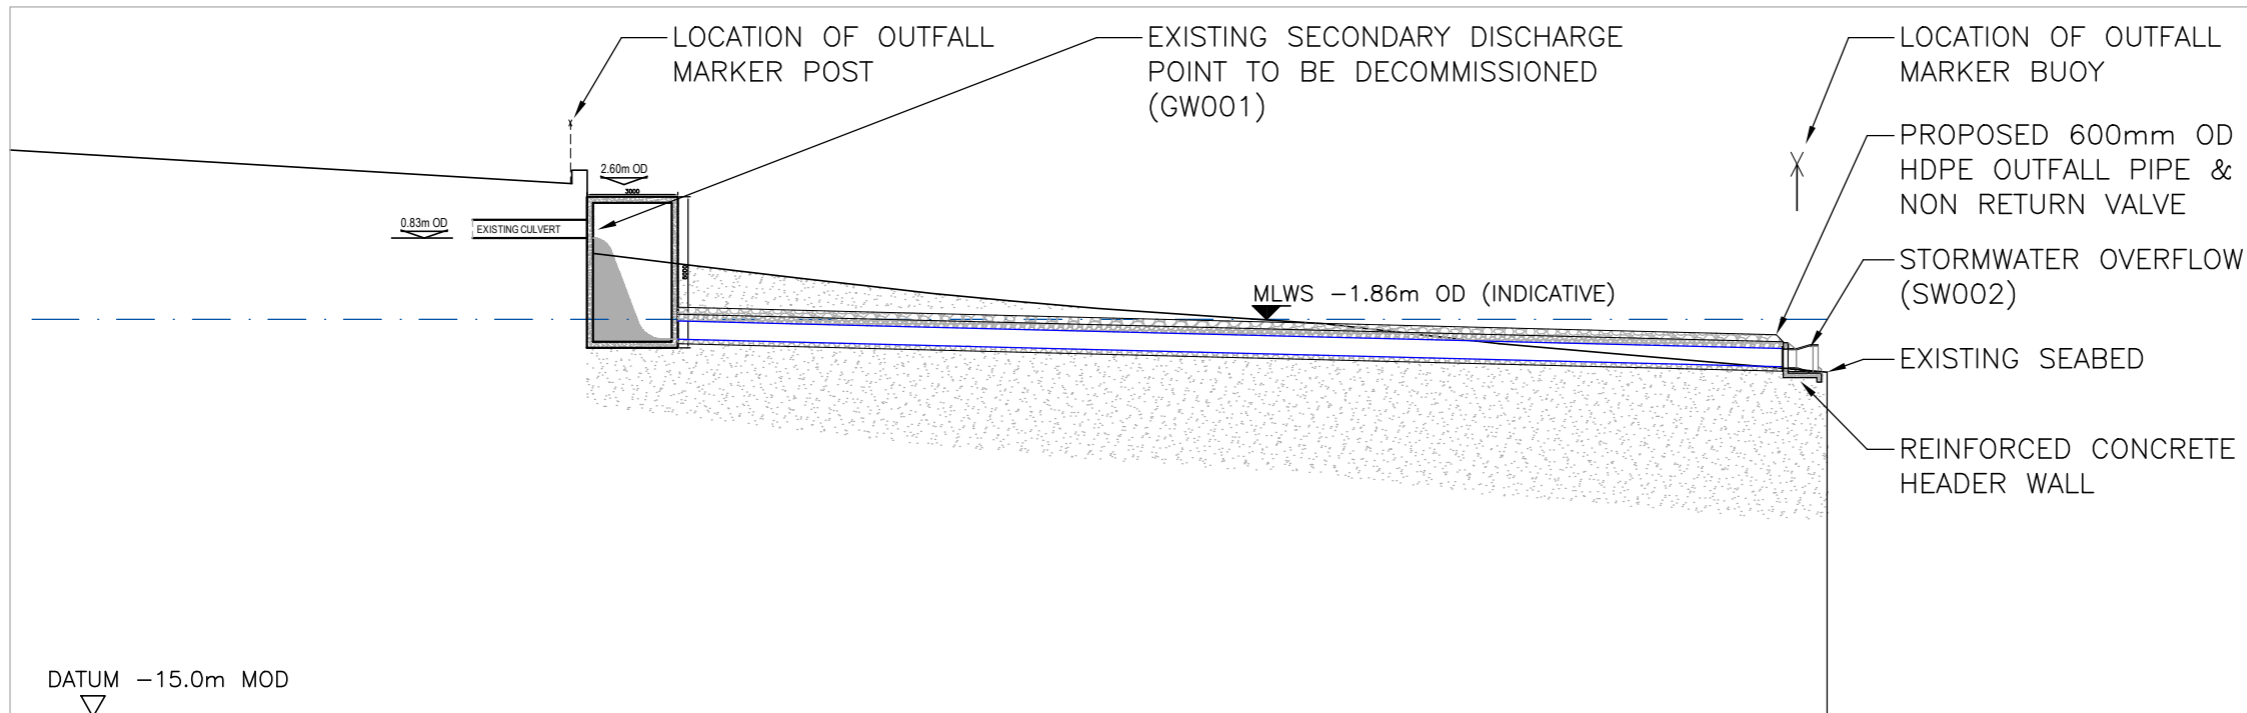 LOCATION OF OUTFALL
MARKER POST
EXISTING SECONDARY DISCHARGE
POINT TO BE DECOMMISSIONED
(GW001)
LOCATION OF OUTFALL
MARKER BUOY
PROPOSED 600mm OD
HDPE OUTFALL PIPE &
NON RETURN VALVE
2.60m OD
3000
0.83m OD
EXISTING CULVERT
STORMWATER OVERFLOW
(SW002)
MLWS -1.86m OD (INDICATIVE)
EXISTING SEABED
REINFORCED CONCRETE
HEADER WALL
DATUM -15.0m MOD